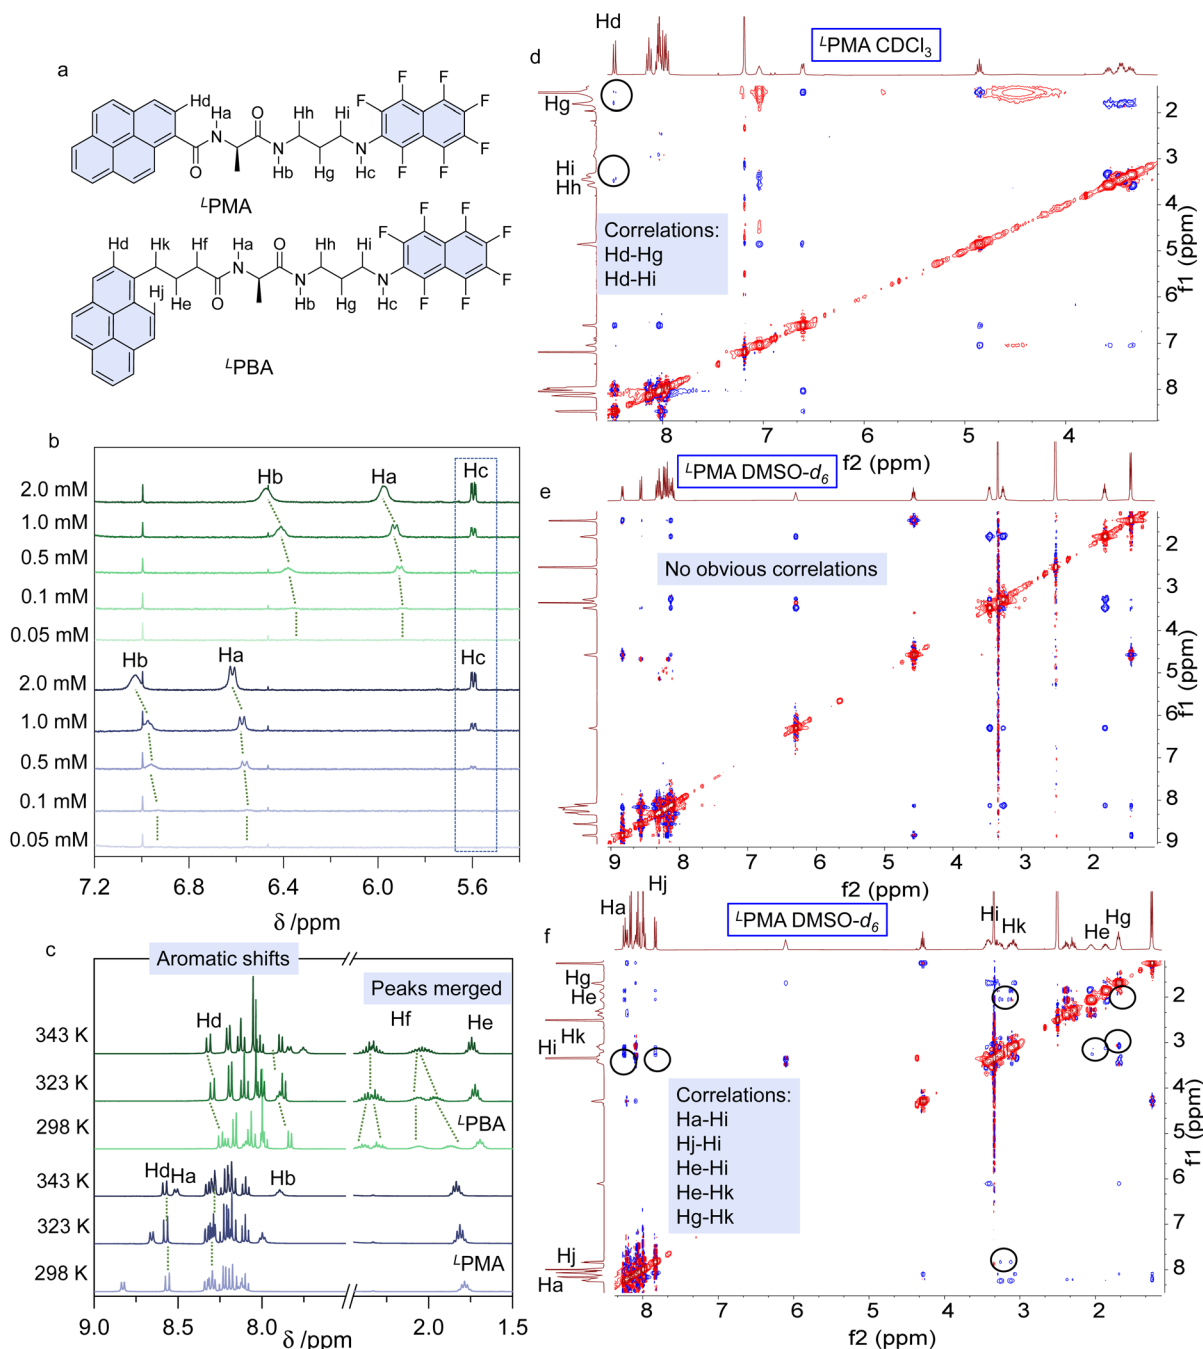 a
Hd
Ha
N
H
O
O
N
Hb
Hh
Hg
Hi
N
Hc
F
F
F
F
F
F
F
LPMA
Hd
Hk
Hf
Ha
Hj
He
O
N
H
O
N
Hb
Hh
Hg
Hi
N
Hc
F
F
F
F
F
F
F
LPBA
b
2.0 mM
1.0 mM
0.5 mM
0.1 mM
0.05 mM
Hb
Ha
Hc
2.0 mM
1.0 mM
0.5 mM
0.1 mM
0.05 mM
Hb
Ha
Hc
7.2 6.8 6.4 6.0 5.6
δ /ppm
c
Aromatic shifts
Peaks merged
Hd
Hf
He
343 K
323 K
298 K
LPBA
Hd
Ha
Hb
343 K
323 K
298 K
LPMA
9.0 8.5 8.0 2.0 1.5
δ /ppm
d
Hd
LPMA CDCl3
Hg
Hi
Hh
Correlations:
Hd-Hg
Hd-Hi
2
3
4
5
6
7
8
f1 (ppm)
8 7 6 5 4
f2 (ppm)
e
LPMA DMSO-d6
No obvious correlations
2
3
4
5
6
7
8
9
f1 (ppm)
9 8 7 6 5 4 3 2
f2 (ppm)
f
Ha
Hj
LPMA DMSO-d6
Hi
Hk
He
Hg
Hg
He
Hk
Hi
Correlations:
Ha-Hi
Hj-Hi
He-Hi
He-Hk
Hg-Hk
Hj
Ha
2
3
4
5
6
7
8
f1 (ppm)
8 7 6 5 4 3 2
f2 (ppm)